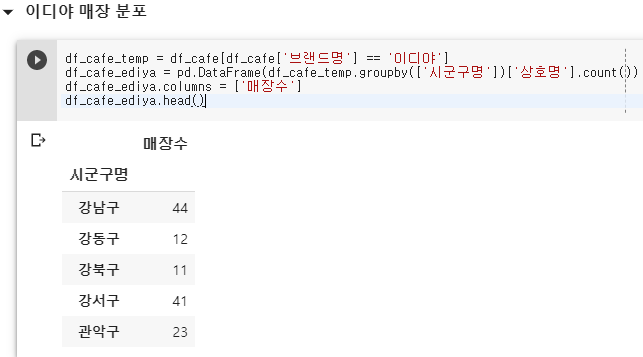 이디야 매장 분포
df_cafe_temp = df_cafe[df_cafe['브랜드명'] == '이디야']
df_cafe_ediya = pd.DataFrame(df_cafe_temp.groupby(['시군구명'])['상호명'].count())
df_cafe_ediya.columns = ['매장수']
df_cafe_ediya.head()
매장수
시군구명
강남구 44
강동구 12
강북구 11
강서구 41
관악구 23